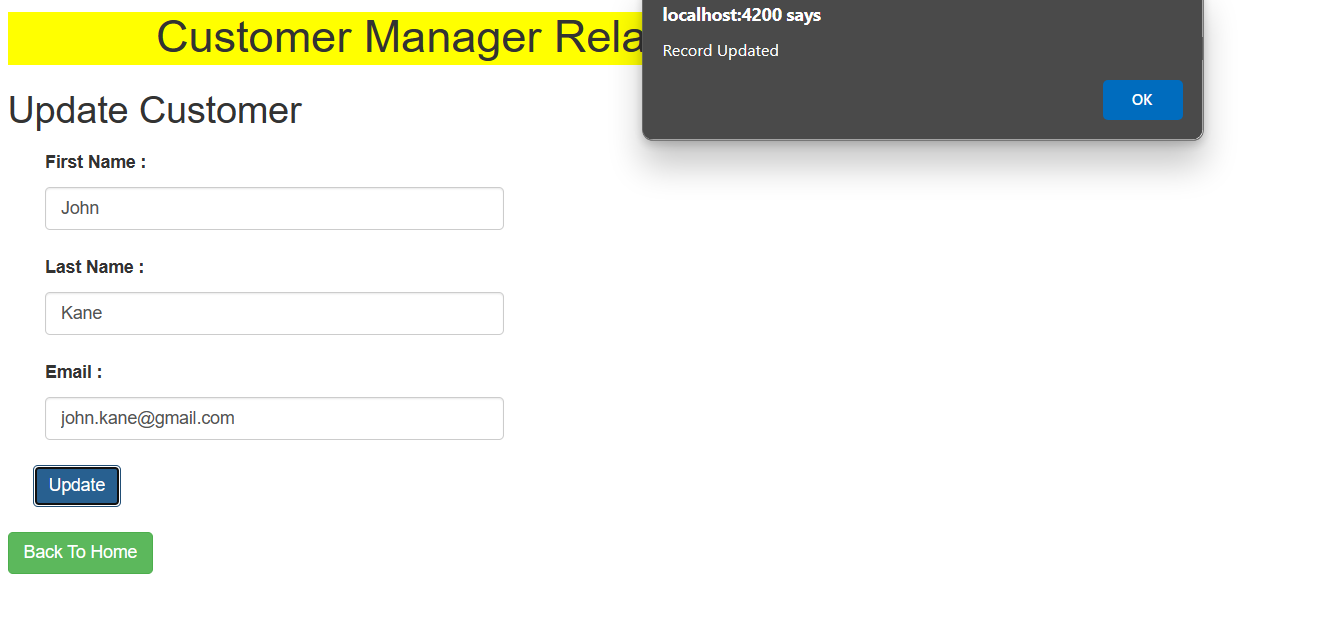 Customer Manager Rela
localhost:4200 says
Record Updated
OK
Update Customer
First Name :
John
Last Name :
Kane
Email :
john.kane@gmail.com
Update
Back To Home